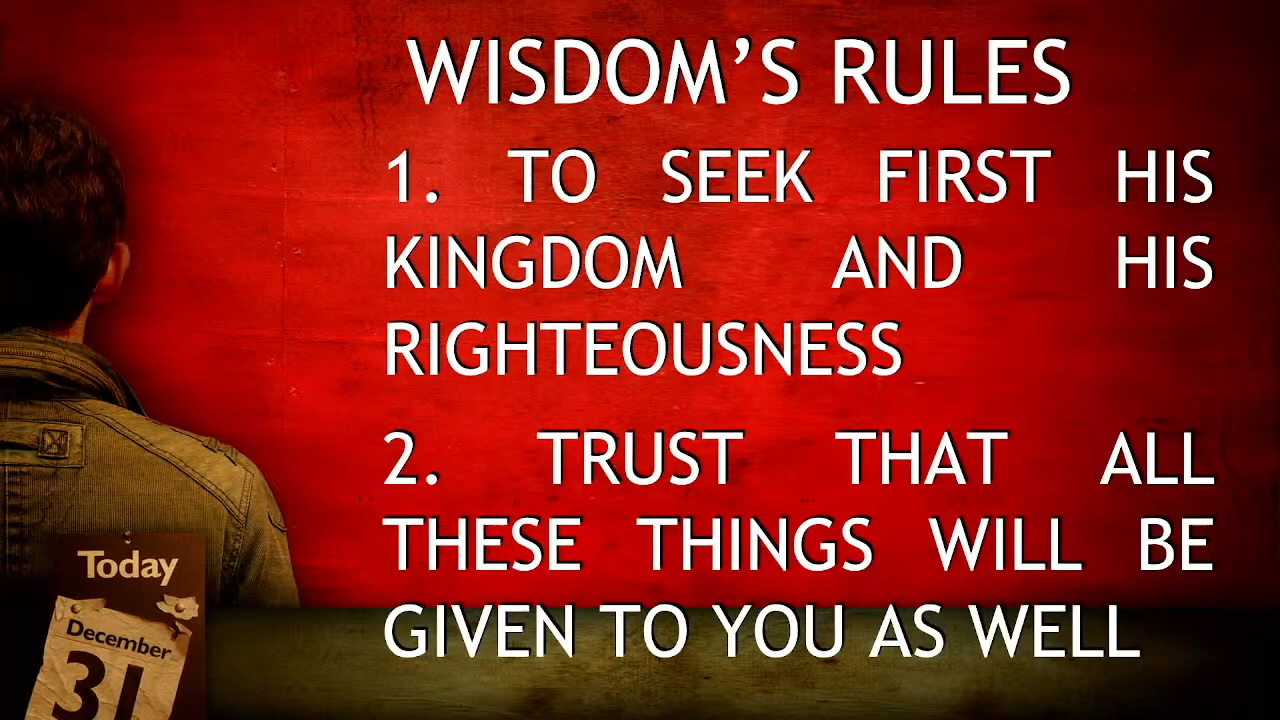 WISDOM’S RULES
1. TO SEEK FIRST HIS
KINGDOM AND HIS
RIGHTEOUSNESS
2. TRUST THAT ALL
THESE THINGS WILL BE
GIVEN TO YOU AS WELL
Today
December
31